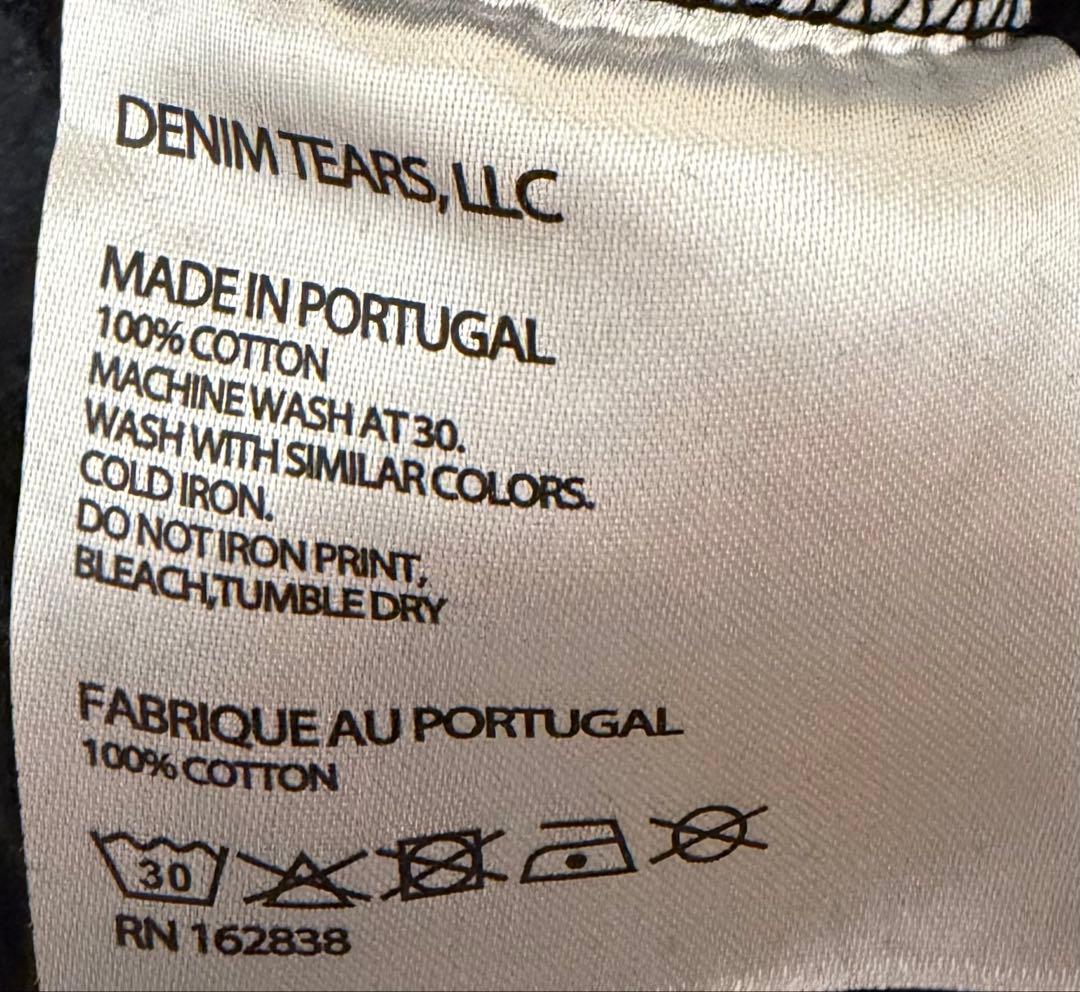 DENIM TEARS, LLC
MADE IN PORTUGAL
100% COTTON
MACHINE WASH AT 30.
WASH WITH SIMILAR COLORS.
COLD IRON.
DO NOT IRON PRINT,
BLEACH,TUMBLE DRY
FABRIQUE AU PORTUGAL
100% COTTON
30
RN 162838